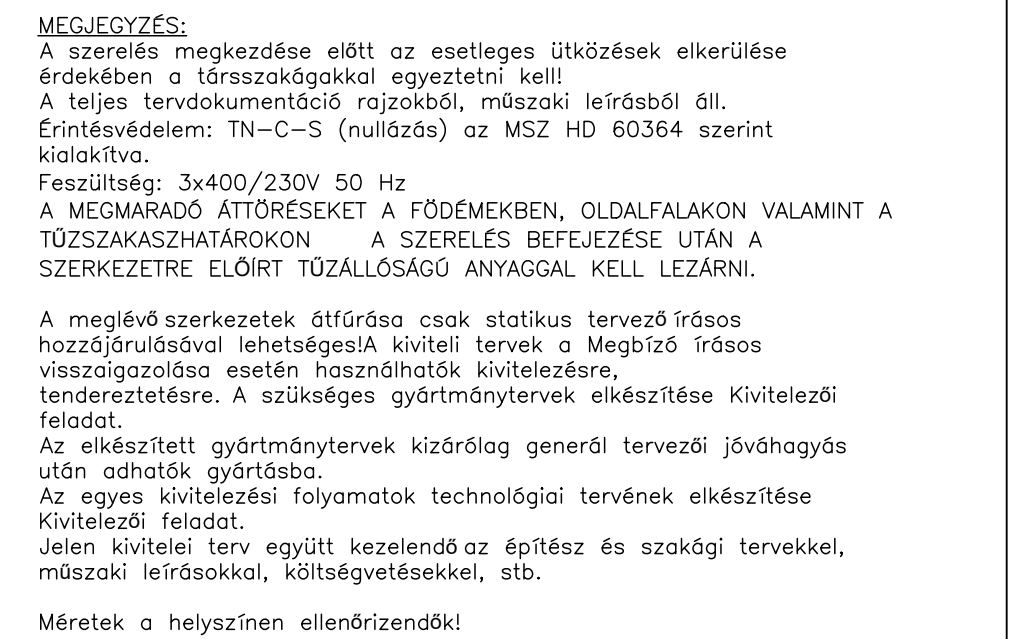 MEGJEGYZÉS:
A szerelés megkezdése előtt az esetleges ütközések elkerülése
érdekében a társszakágakkal egyeztetni kell!
A teljes tervdokumentáció rajzokból, műszaki leírásból áll.
Érintésvédelem: TN-C-S (nullázás) az MSZ HD 60364 szerint
kialakítva.
Feszültség: 3x400/230V 50 Hz
A MEGMARADÓ ÁTTÖRÉSEKET A FÖDÉMEKBEN, OLDALFALAKON VALAMINT A
TŰZSZAKASZHATÁROKON A SZERELÉS BEFEJEZÉSE UTÁN A
SZERKEZETRE ELŐÍRT TŰZÁLLÓSÁGÚ ANYAGGAL KELL LEZÁRNI.
A meglévő szerkezetek átfúrása csak statikus tervező írásos
hozzájárulásával lehetséges!A kiviteli tervek a Megbízó írásos
visszaigazolása esetén használhatók kivitelezésre,
tendereztetésre. A szükséges gyártmánytervek elkészítése Kivitelezői
feladat.
Az elkészített gyártmánytervek kizárólag generál tervezői jóváhagyás
után adhatók gyártásba.
Az egyes kivitelezési folyamatok technológiai tervének elkészítése
Kivitelezői feladat.
Jelen kivitelei terv együtt kezelendő az építész és szakági tervekkel,
műszaki leírásokkal, költségvetésekkel, stb.
Méretek a helyszínen ellenőrizendők!